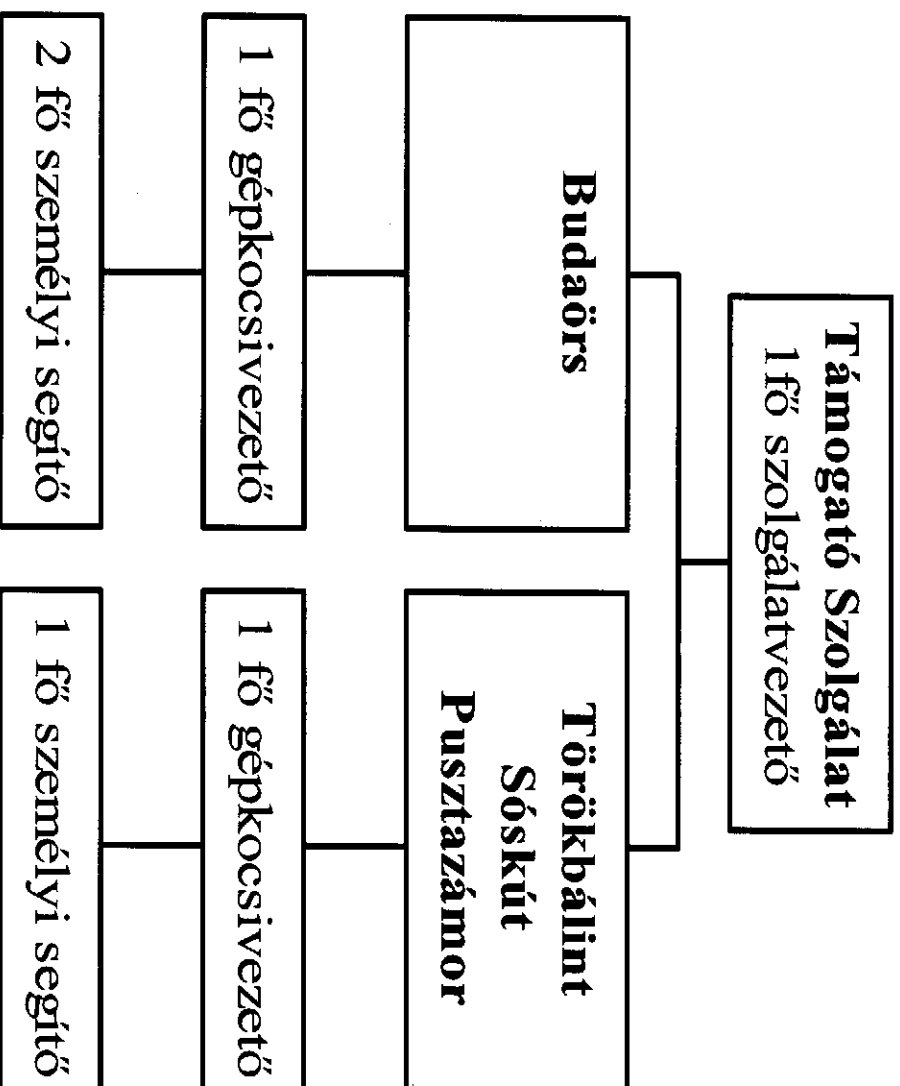 Támogató Szolgálat
1fő szolgálatvezető
Budaörs
1 fő gépkocsivezető
2 fő személyi segítő
Törökbálint
Sóskút
Pusztazámor
1 fő gépkocsivezető
1 fő személyi segítő